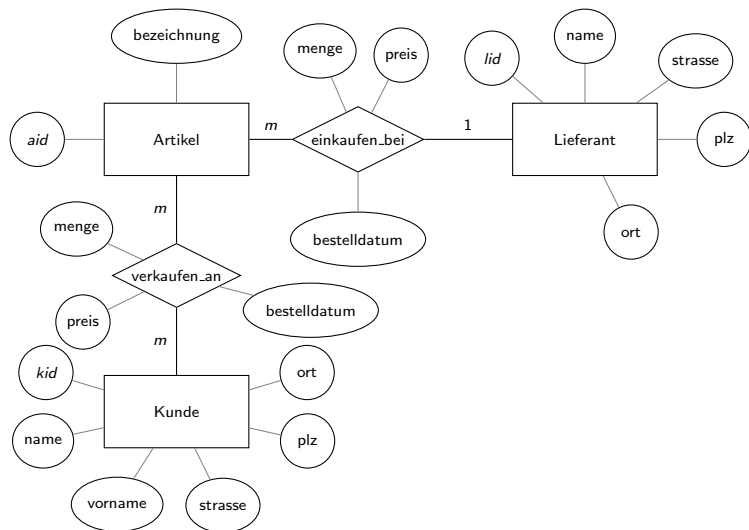 bezeichnung
menge
preis
lid
name
strasse
aid
Artikel
m
einkaufen_bei
1
Lieferant
plz
m
menge
bestelldatum
ort
verkaufen_an
preis
bestelldatum
m
kid
ort
Kunde
name
plz
vorname
strasse